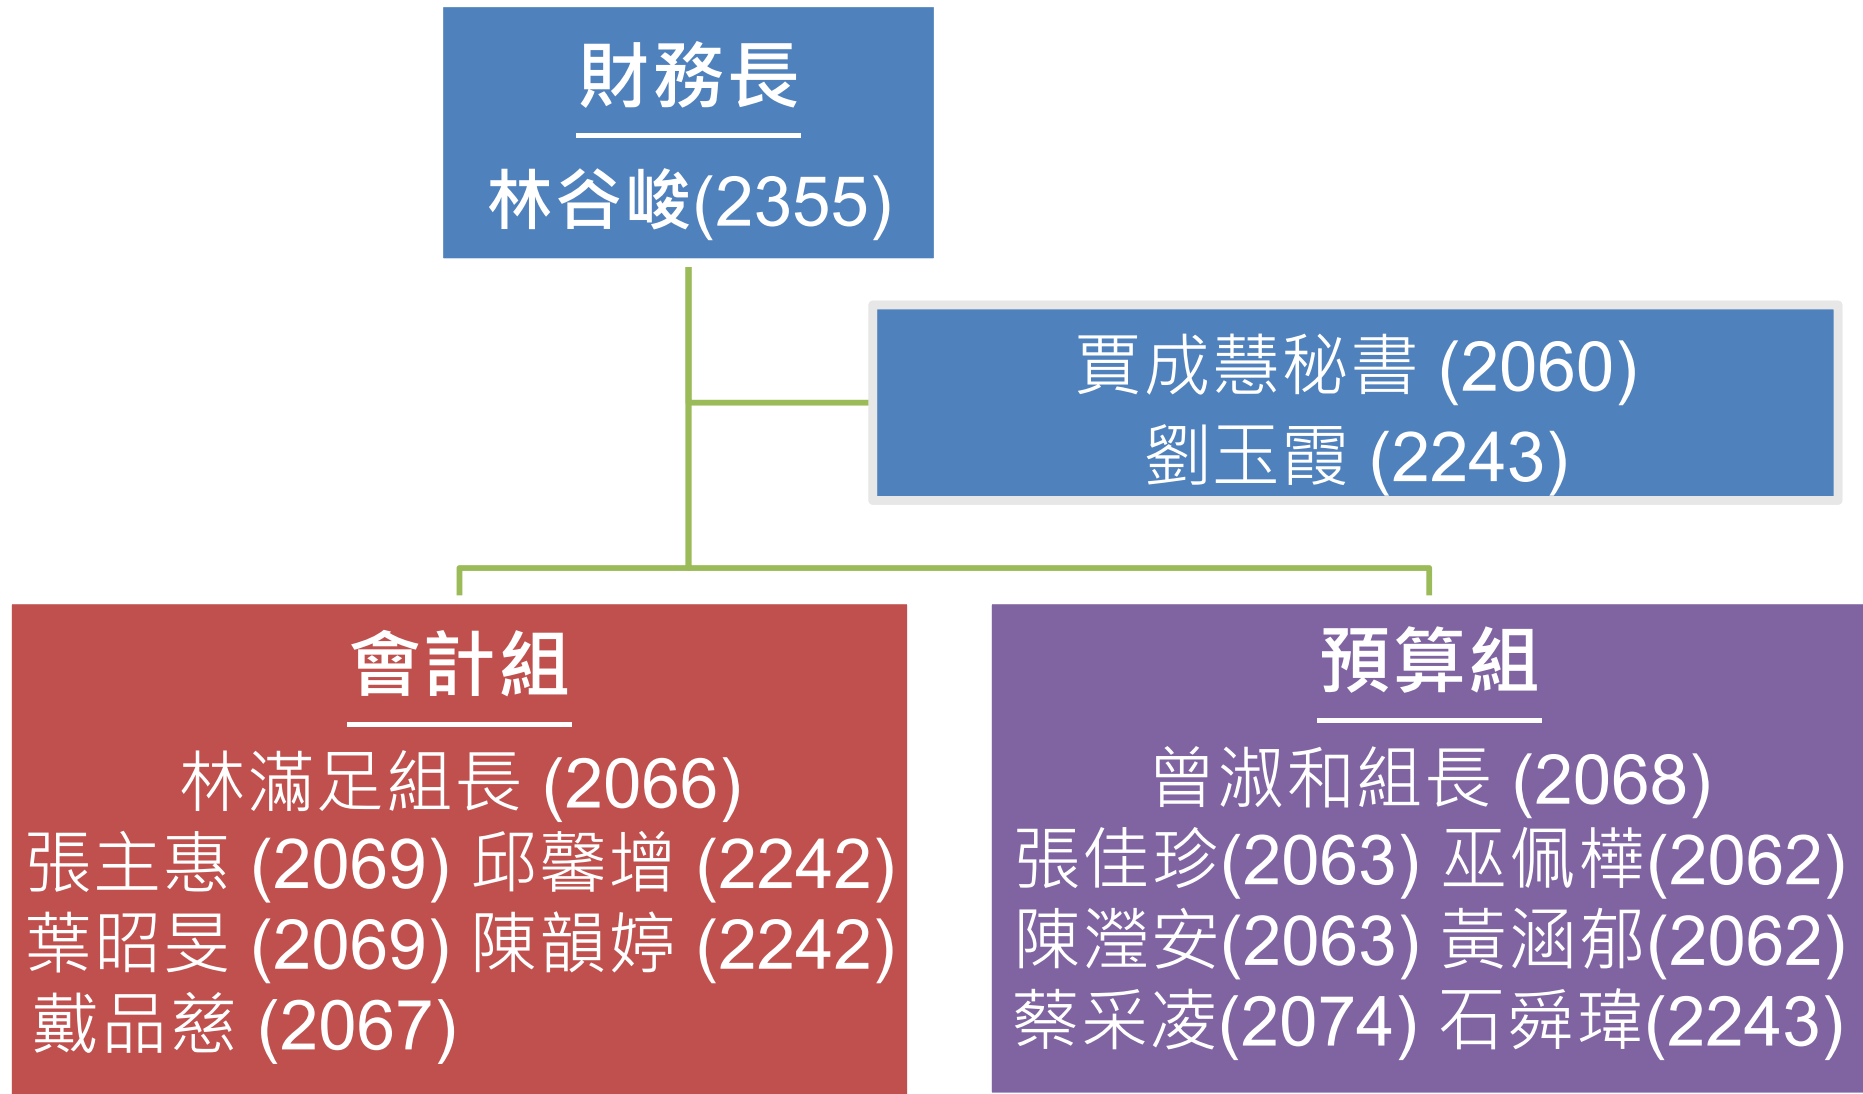 財務長
林谷峻(2355)
賈成慧秘書 (2060)
劉玉霞 (2243)
會計組
林滿足組長 (2066)
張主惠 (2069) 邱馨增 (2242)
葉昭旻 (2069) 陳韻婷 (2242)
戴品慈 (2067)
預算組
曾淑和組長 (2068)
張佳珍(2063) 巫佩樺(2062)
陳瀅安(2063) 黃涵郁(2062)
蔡采凌(2074) 石舜瑋(2243)